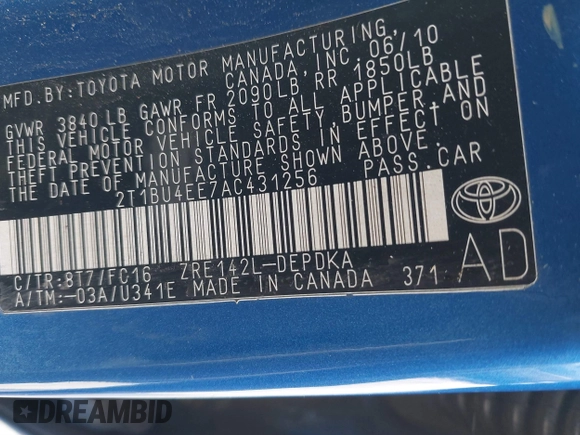 MFD.BY:TOYOTA MOTOR MANUFACTURING,
CANADA,INC. 06/10
GVWR 3840LB GAWR FR 2090LB, RR 1850LB
THIS VEHICLE CONFORMS TO ALL APPLICABLE
FEDERAL MOTOR VEHICLE SAFETY, BUMPER AND
THEFT PREVENTION STANDARDS IN EFFECT ON
THE DATE OF MANUFACTURE SHOWN ABOVE.
2T1BU4EE7AC431256 PASS.CAR
C/TR:8T7/FC16 ZRE142L-DEPDKA
A/TM:-03A/U341E MADE IN CANADA 371
AD
DREAMBID